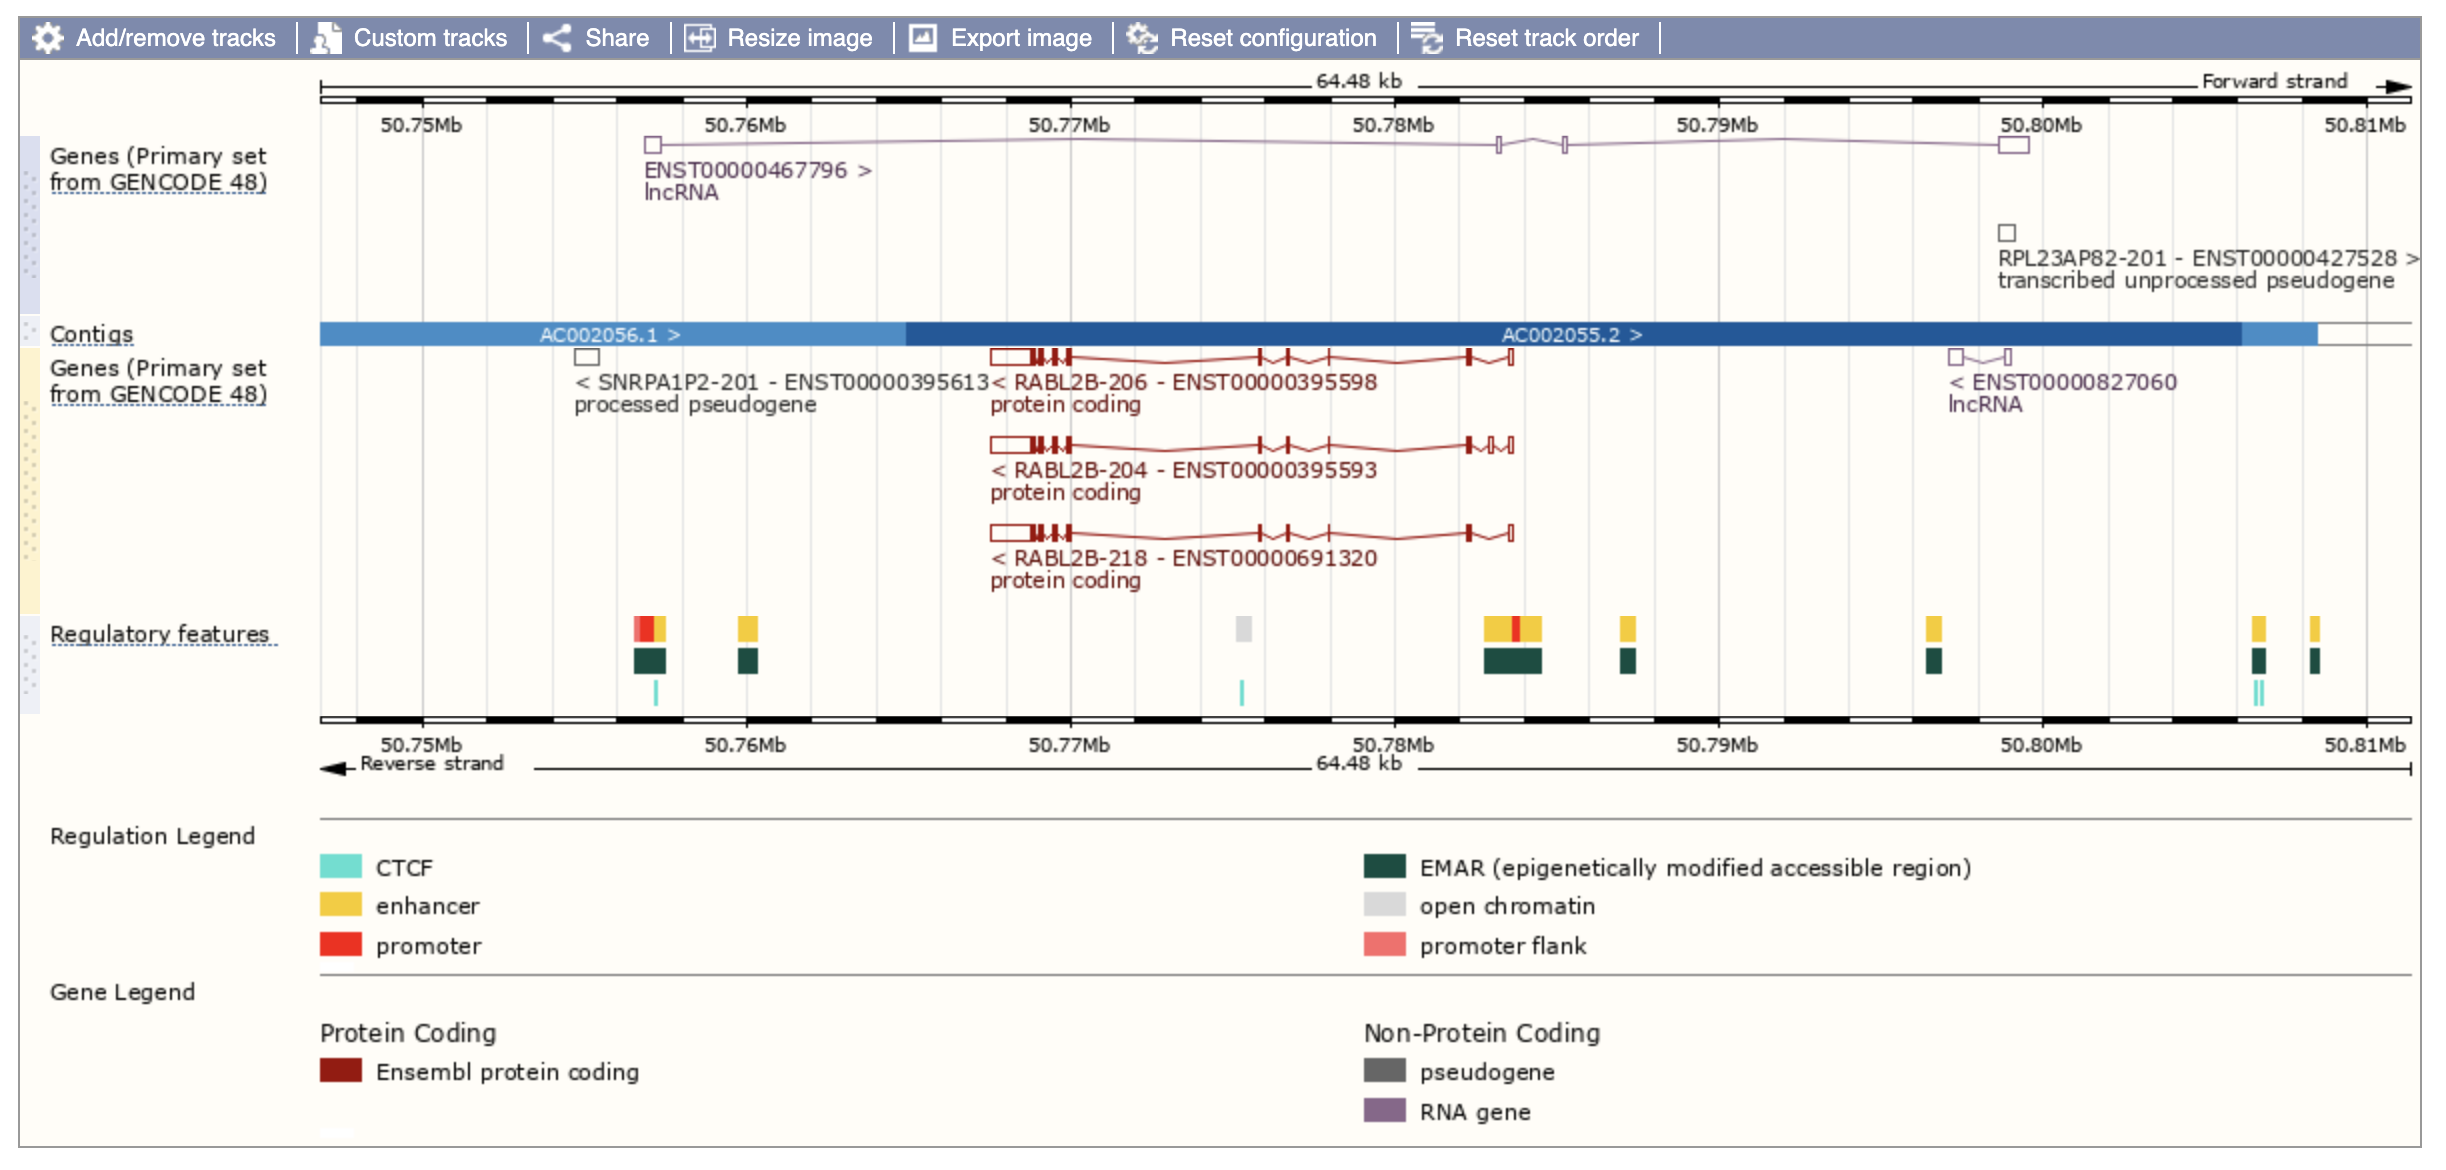 Add/remove tracks Custom tracks Share Resize image Export image Reset configuration Reset track order
64.48 kb Forward strand
50.75Mb 50.76Mb 50.77Mb 50.78Mb 50.79Mb 50.80Mb 50.81Mb
Genes (Primary set
from GENCODE 48)
ENST00000467796 >
lncRNA
RPL23AP82-201 - ENST00000427528 >
transcribed unprocessed pseudogene
Contigs
AC002056.1 > AC002055.2 >
Genes (Primary set
from GENCODE 48)
< SNRPA1P2-201 - ENST00000395613
processed pseudogene
< RABL2B-206 - ENST00000395598
protein coding
< ENST00000827060
lncRNA
< RABL2B-204 - ENST00000395593
protein coding
< RABL2B-218 - ENST00000691320
protein coding
Regulatory features
50.75Mb 50.76Mb 50.77Mb 50.78Mb 50.79Mb 50.80Mb 50.81Mb
Reverse strand 64.48 kb
Regulation Legend
CTCF
enhancer
promoter
EMAR (epigenetically modified accessible region)
open chromatin
promoter flank
Gene Legend
Protein Coding
Ensembl protein coding
Non-Protein Coding
pseudogene
RNA gene